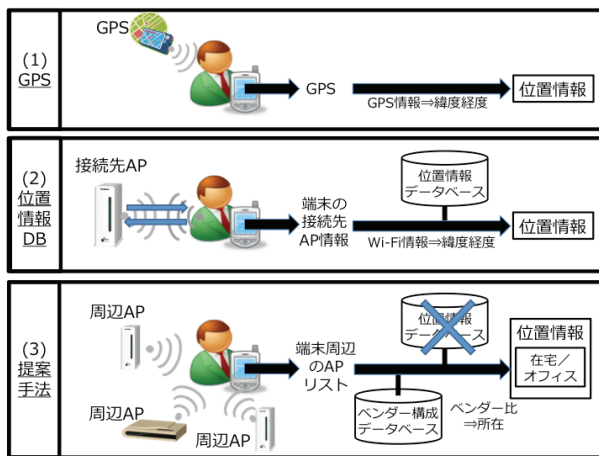 (1)
GPS
GPS
GPS
GPS情報⇒緯度経度
位置情報
(2)
位置
情報
DB
接続先AP
端末の
接続先
AP情報
位置情報
データベース
Wi-Fi情報⇒緯度経度
位置情報
(3)
提案
手法
周辺AP
周辺AP
周辺AP
端末周辺
のAP
リスト
位置情報
データベース
ベンダー構成
データベース
ベンダー比
⇒所在
位置情報
在宅／
オフィス